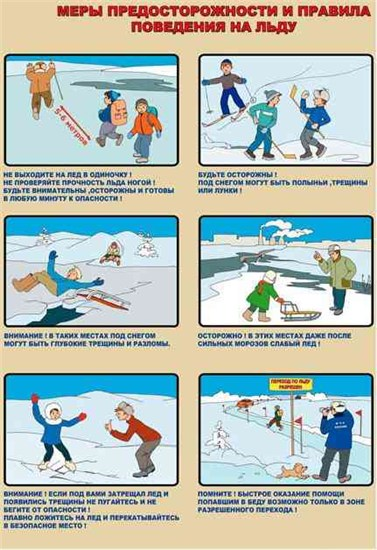 МЕРЫ ПРЕДОСТОРОЖНОСТИ И ПРАВИЛА
ПОВЕДЕНИЯ НА ЛЬДУ
5-6 метров
НЕ ВЫХОДИТЕ НА ЛЕД В ОДИНОЧКУ !
НЕ ПРОВЕРЯЙТЕ ПРОЧНОСТЬ ЛЬДА НОГОЙ !
БУДЬТЕ ВНИМАТЕЛЬНЫ ,ОСТОРОЖНЫ И ГОТОВЫ
В ЛЮБУЮ МИНУТУ К ОПАСНОСТИ !
БУДЬТЕ ОСТОРОЖНЫ !
ПОД СНЕГОМ МОГУТ БЫТЬ ПОЛЫНЬИ ,ТРЕЩИНЫ
ИЛИ ЛУНКИ !
ВНИМАНИЕ ! В ТАКИХ МЕСТАХ ПОД СНЕГОМ
МОГУТ БЫТЬ ГЛУБОКИЕ ТРЕЩИНЫ И РАЗЛОМЫ.
ОСТОРОЖНО ! В ЭТИХ МЕСТАХ ДАЖЕ ПОСЛЕ
СИЛЬНЫХ МОРОЗОВ СЛАБЫЙ ЛЕД !
ПЕРЕХОД ПО ЛЬДУ
РАЗРЕШЕН
ВНИМАНИЕ ! ЕСЛИ ПОД ВАМИ ЗАТРЕЩАЛ ЛЕД И
ПОЯВИЛИСЬ ТРЕЩИНЫ НЕ ПУГАЙТЕСЬ И НЕ
БЕГИТЕ ОТ ОПАСНОСТИ !
ПЛАВНО ЛОЖИТЕСЬ НА ЛЕД И ПЕРЕКАТЫВАЙТЕСЬ
В БЕЗОПАСНОЕ МЕСТО !
ПОМНИТЕ ! БЫСТРОЕ ОКАЗАНИЕ ПОМОЩИ
ПОПАВШИМ В БЕДУ ВОЗМОЖНО ТОЛЬКО В ЗОНЕ
РАЗРЕШЕННОГО ПЕРЕХОДА !